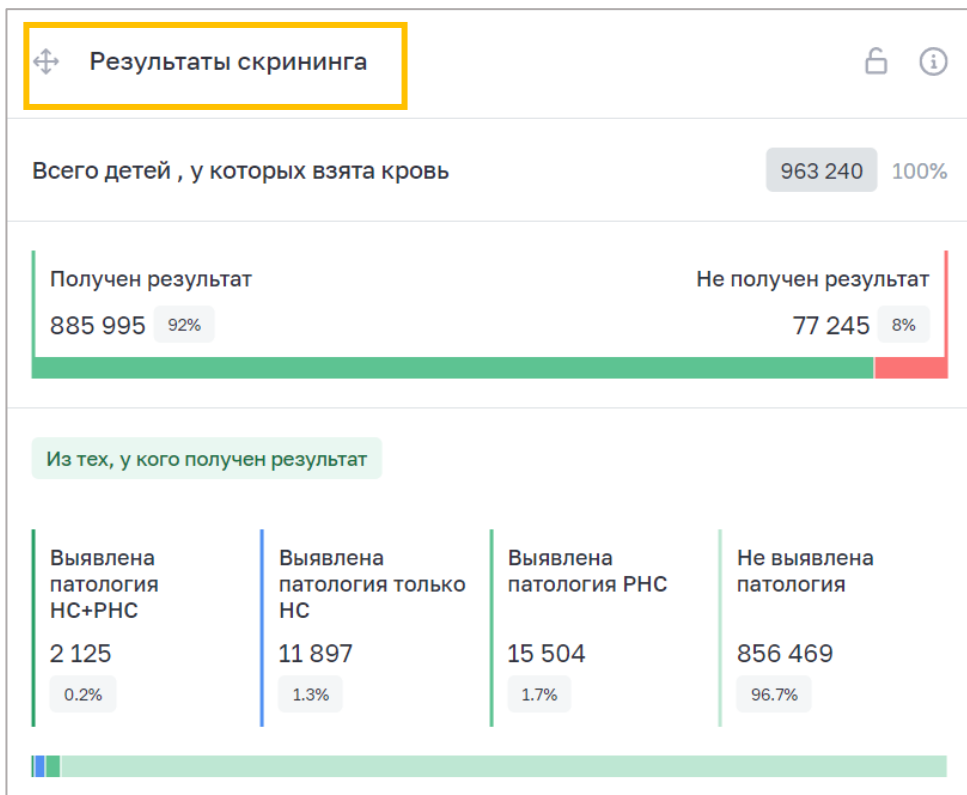 Результаты скрининга
Всего детей , у которых взята кровь 963 240 100%
Получен результат Не получен результат
885 995 92% 77 245 8%
Из тех, у кого получен результат
Выявлена
патология
НС+РНС
2 125
0.2%
Выявлена
патология только
НС
11 897
1.3%
Выявлена
патология РНС
15 504
1.7%
Не выявлена
патология
856 469
96.7%